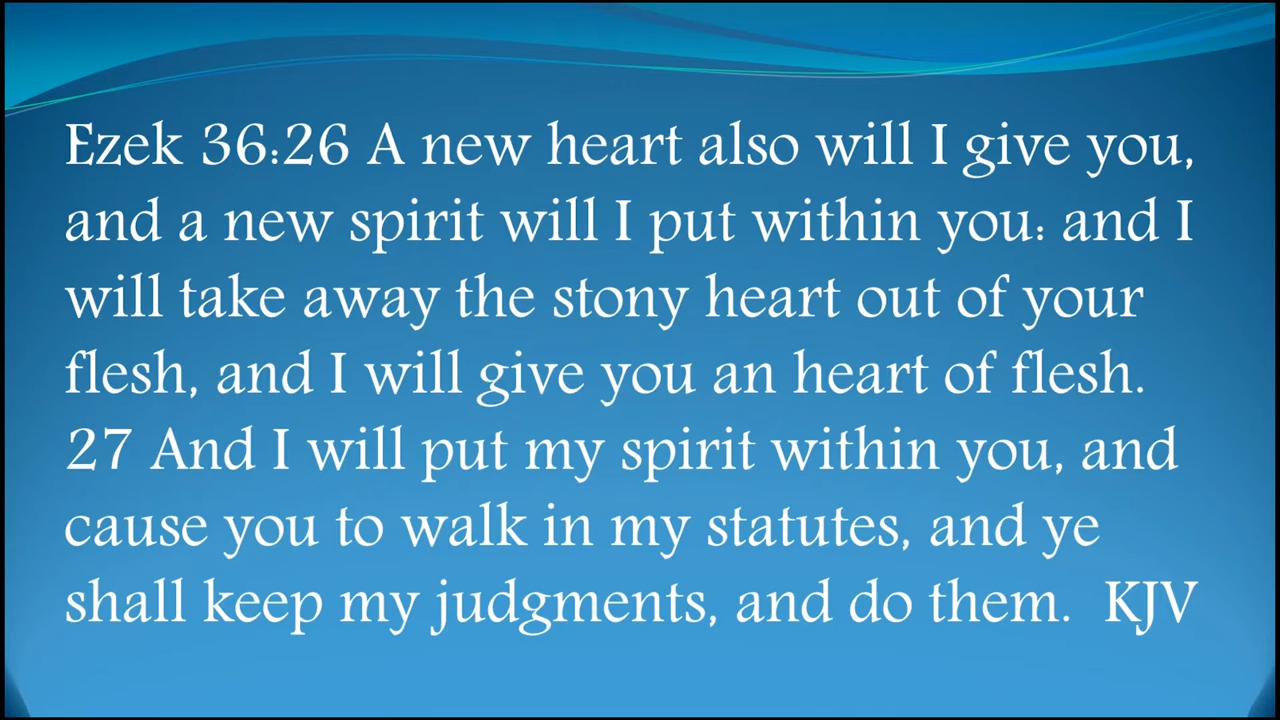 Ezek 36:26 A new heart also will I give you,
and a new spirit will I put within you: and I
will take away the stony heart out of your
flesh, and I will give you an heart of flesh.
27 And I will put my spirit within you, and
cause you to walk in my statutes, and ye
shall keep my judgments, and do them.  KJV